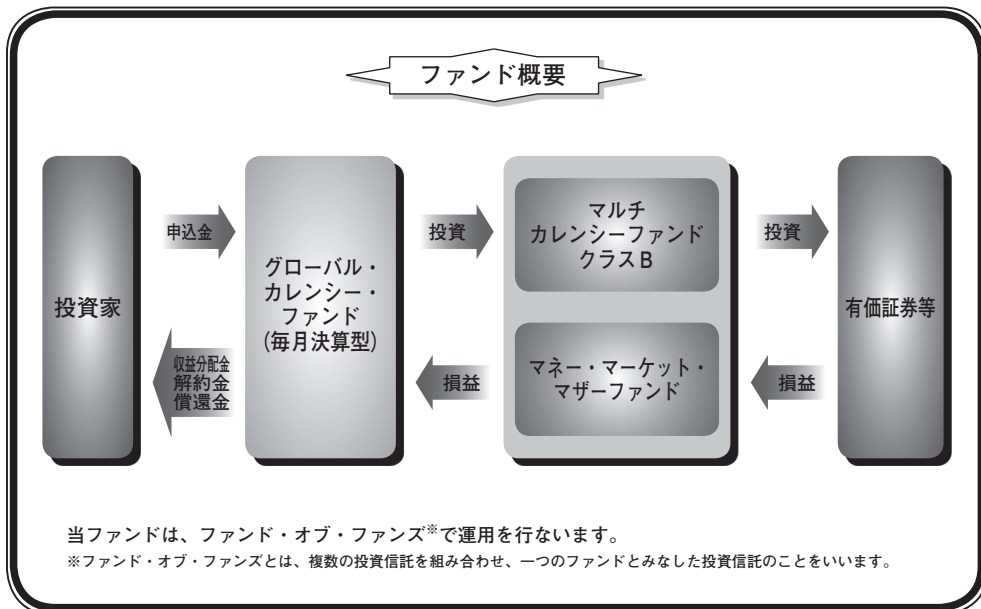 ファンド概要
投資家
申込金
収益分配金
解約金
償還金
グローバル・
カレンシー・
ファンド
(毎月決算型)
投資
損益
マルチ
カレンシーファンド
クラスB
マネー・マーケット・
マザーファンド
投資
損益
有価証券等
当ファンドは、ファンド・オブ・ファンズ※で運用を行ないます。
※ファンド・オブ・ファンズとは、複数の投資信託を組み合わせ、一つのファンドとみなした投資信託のことをいいます。